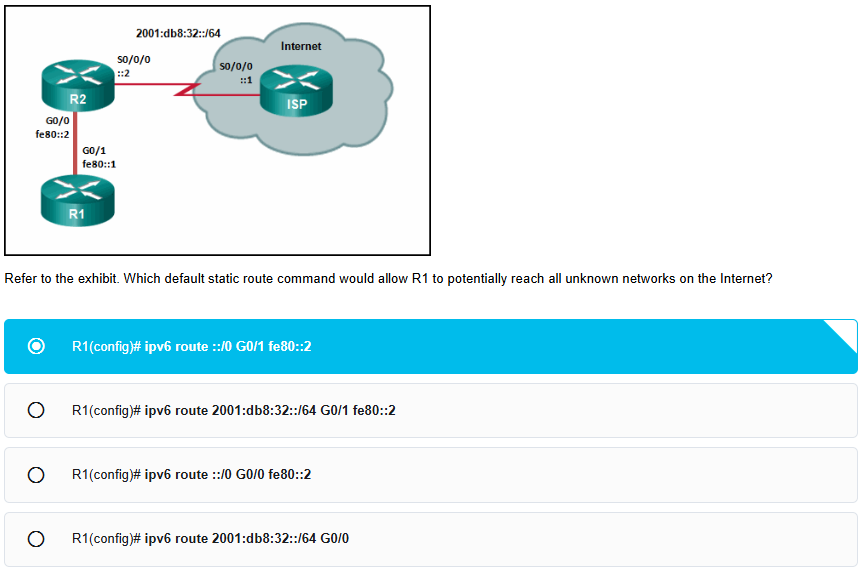 2001:db8:32::/64
Internet
S0/0/0
::2
S0/0/0
::1
R2
ISP
G0/0
fe80::2
G0/1
fe80::1
R1
Refer to the exhibit. Which default static route command would allow R1 to potentially reach all unknown networks on the Internet?
R1(config)# ipv6 route ::/0 G0/1 fe80::2
R1(config)# ipv6 route 2001:db8:32::/64 G0/1 fe80::2
R1(config)# ipv6 route ::/0 G0/0 fe80::2
R1(config)# ipv6 route 2001:db8:32::/64 G0/0